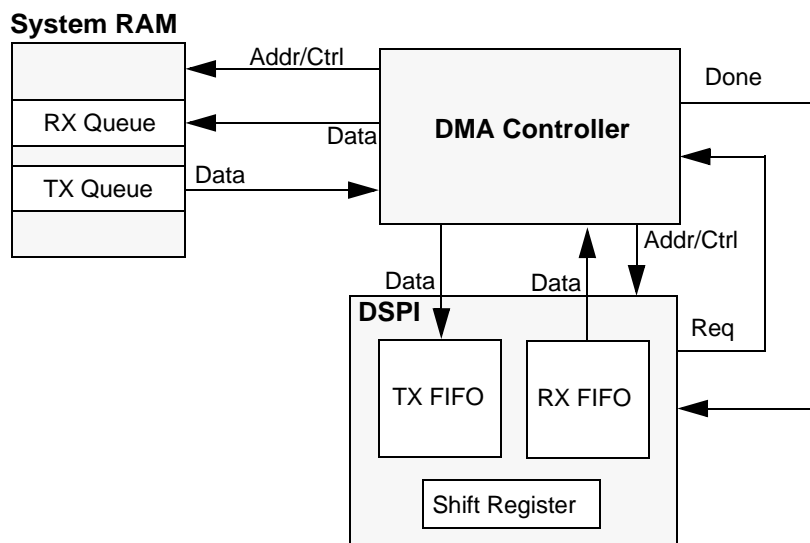 System RAM
Addr/Ctrl
Done
RX Queue
Data
DMA Controller
TX Queue
Data
Addr/Ctrl
Data
Data
DSPI
Req
TX FIFO
RX FIFO
Shift Register